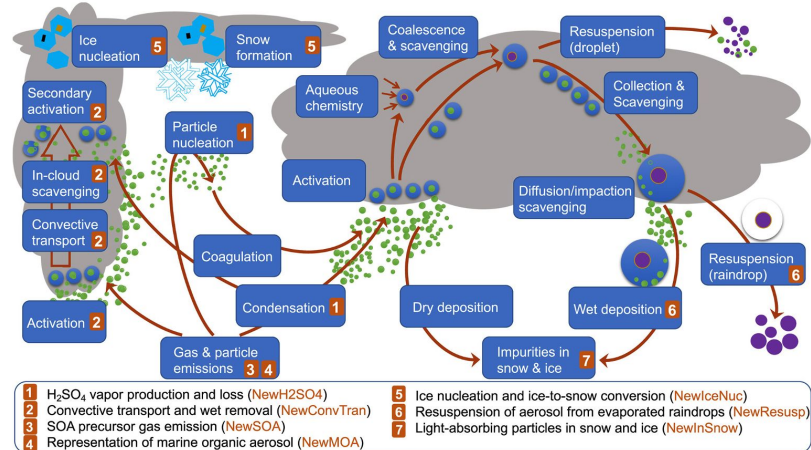 Ice
nucleation 5
Snow
formation 5
Secondary
activation 2
In-cloud
scavenging 2
Convective
transport 2
Activation 2
Particle
nucleation 1
Coagulation
Condensation 1
Gas & particle
emissions 3 4
Coalescence
& scavenging
Aqueous
chemistry
Activation
Resuspension
(droplet)
Collection &
Scavenging
Diffusion/impaction
scavenging
Resuspension
(raindrop) 6
Dry deposition
Wet deposition 6
Impurities in
snow & ice 7
1 H₂SO₄ vapor production and loss (NewH2SO4)
2 Convective transport and wet removal (NewConvTran)
3 SOA precursor gas emission (NewSOA)
4 Representation of marine organic aerosol (NewMOA)
5 Ice nucleation and ice-to-snow conversion (NewIceNuc)
6 Resuspension of aerosol from evaporated raindrops (NewResusp)
7 Light-absorbing particles in snow and ice (NewInSnow)